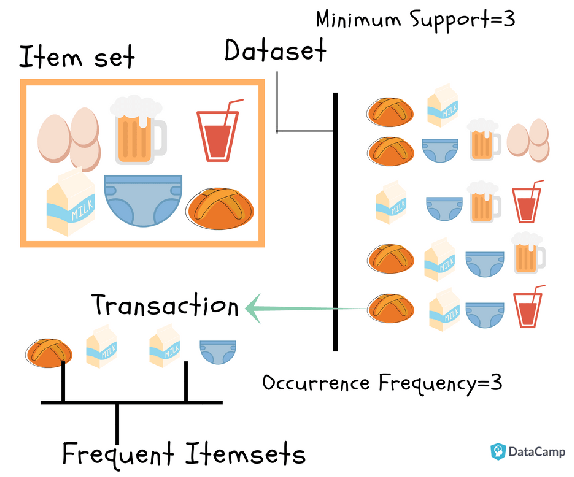 Minimum Support=3
Item set
Dataset
MILK
MILK
MILK
MILK
MILK
MILK
Transaction
MILK
MILK
Occurrence Frequency=3
Frequent Itemsets
DataCamp